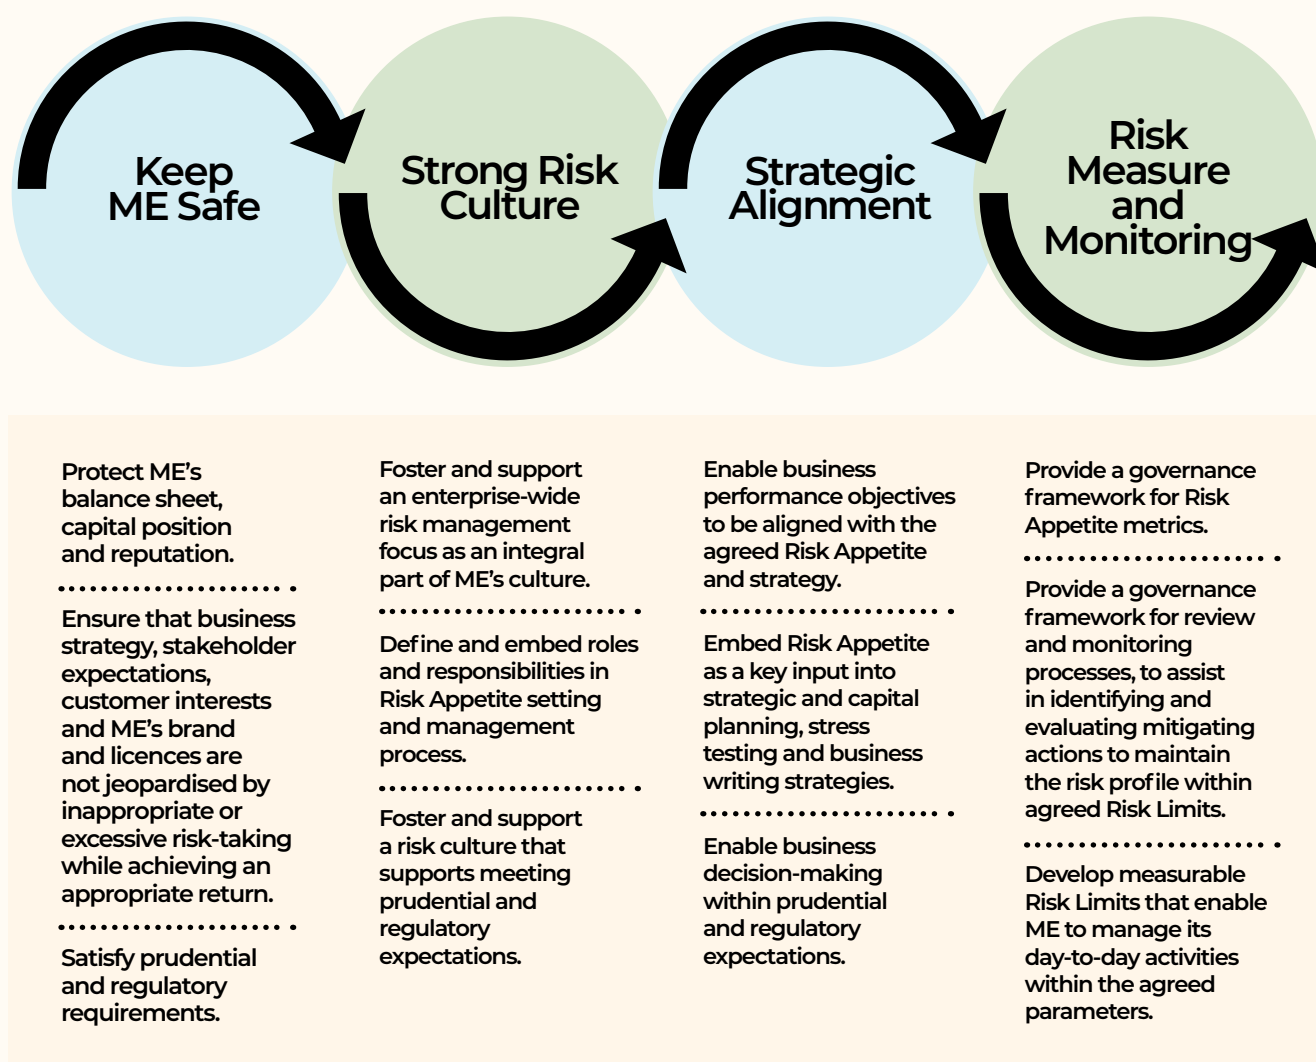 Keep
ME Safe
Strong Risk
Culture
Strategic
Alignment
Risk
Measure
and
Monitoring
Protect ME’s
balance sheet,
capital position
and reputation.
Ensure that business
strategy, stakeholder
expectations,
customer interests
and ME’s brand
and licences are
not jeopardised by
inappropriate or
excessive risk-taking
while achieving an
appropriate return.
Satisfy prudential
and regulatory
requirements.
Foster and support
an enterprise-wide
risk management
focus as an integral
part of ME’s culture.
Define and embed roles
and responsibilities in
Risk Appetite setting
and management
process.
Foster and support
a risk culture that
supports meeting
prudential and
regulatory
expectations.
Enable business
performance objectives
to be aligned with the
agreed Risk Appetite
and strategy.
Embed Risk Appetite
as a key input into
strategic and capital
planning, stress
testing and business
writing strategies.
Enable business
decision-making
within prudential
and regulatory
expectations.
Provide a governance
framework for Risk
Appetite metrics.
Provide a governance
framework for review
and monitoring
processes, to assist
in identifying and
evaluating mitigating
actions to maintain
the risk profile within
agreed Risk Limits.
Develop measurable
Risk Limits that enable
ME to manage its
day-to-day activities
within the agreed
parameters.